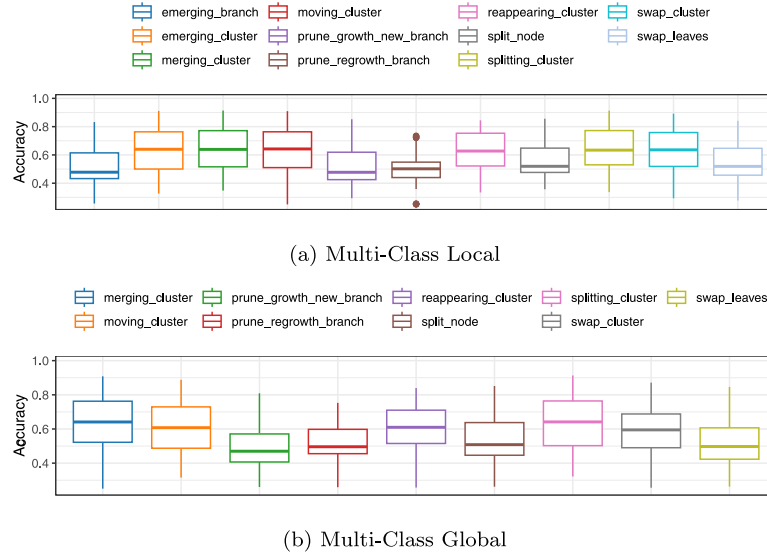 emerging_branch moving_cluster reappearing_cluster swap_cluster
emerging_cluster prune_growth_new_branch split_node swap_leaves
merging_cluster prune_regrowth_branch splitting_cluster
1.0
0.8
0.6
0.4
Accuracy
(a) Multi-Class Local
merging_cluster prune_growth_new_branch reappearing_cluster splitting_cluster swap_leaves
moving_cluster prune_regrowth_branch split_node swap_cluster
1.0
0.8
0.6
0.4
Accuracy
(b) Multi-Class Global